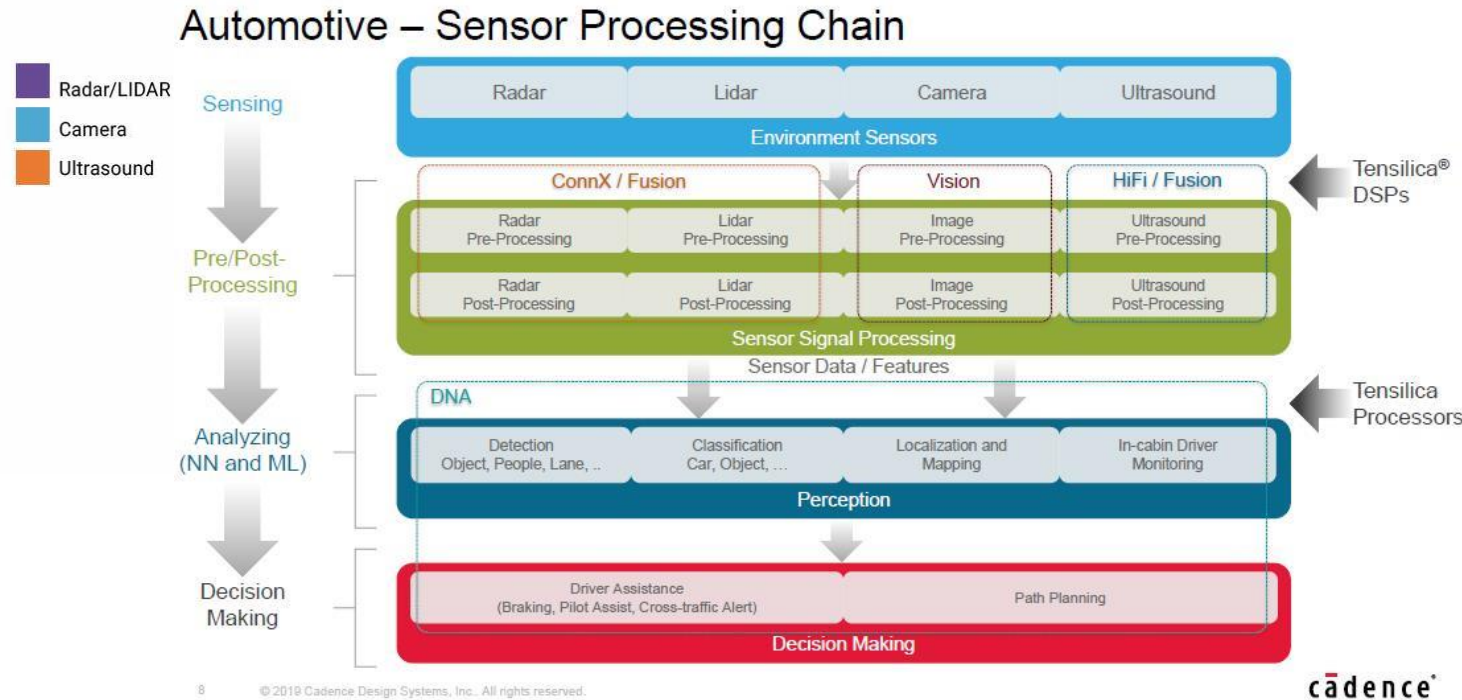 Automotive – Sensor Processing Chain
Radar/LIDAR
Camera
Ultrasound
Sensing
Radar
Lidar
Camera
Ultrasound
Environment Sensors
ConnX / Fusion
Vision
HiFi / Fusion
Tensilica®
DSPs
Pre/Post-
Processing
Radar
Pre-Processing
Lidar
Pre-Processing
Image
Pre-Processing
Ultrasound
Pre-Processing
Radar
Post-Processing
Lidar
Post-Processing
Image
Post-Processing
Ultrasound
Post-Processing
Sensor Signal Processing
Sensor Data / Features
DNA
Tensilica
Processors
Analyzing
(NN and ML)
Detection
Object, People, Lane, ..
Classification
Car, Object, …
Localization and
Mapping
In-cabin Driver
Monitoring
Perception
Decision
Making
Driver Assistance
(Braking, Pilot Assist, Cross-traffic Alert)
Path Planning
Decision Making
8
© 2019 Cadence Design Systems, Inc.. All rights reserved.
cādence®